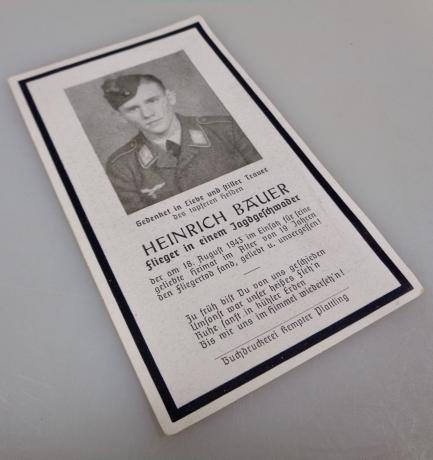 Gedenket in Liebe und stiller Trauer
des tapferen Helden
HEINRICH BAUER
Flieger in einem Jagdgeschwader
der am 18. August 1943 im Einsatz für seine
geliebte Heimat im Alter von 19 Jahren
den Fliegertod fand, geliebt u. unvergessen!
Zu früh bist Du von uns geschieden
Umsonst war unser heißes Fleh'n
Ruhe sanft in kühler Erden
Bis wir uns im Himmel wiederseh'n!
Buchdruckerei Kempter Plattling